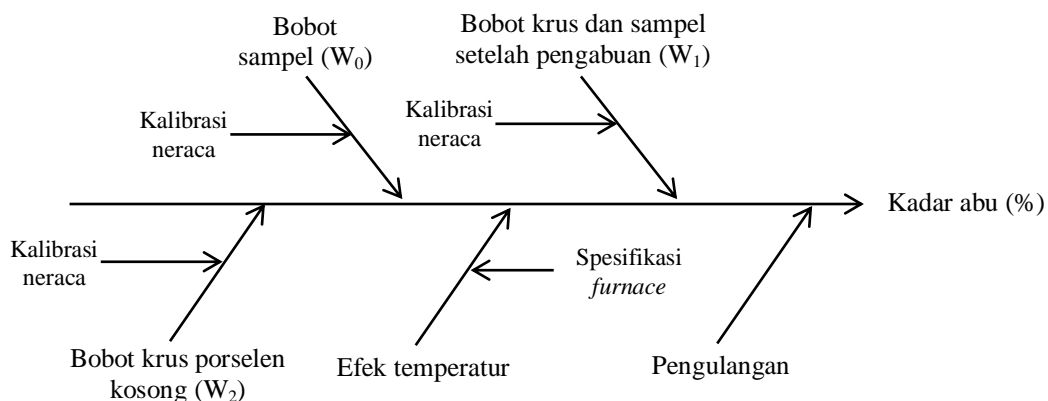 Bobot
sampel (W₀)
Bobot krus dan sampel
setelah pengabuan (W₁)
Kalibrasi
neraca
Kalibrasi
neraca
Kadar abu (%)
Kalibrasi
neraca
Spesifikasi
furnace
Bobot krus porselen
kosong (W₂)
Efek temperatur
Pengulangan